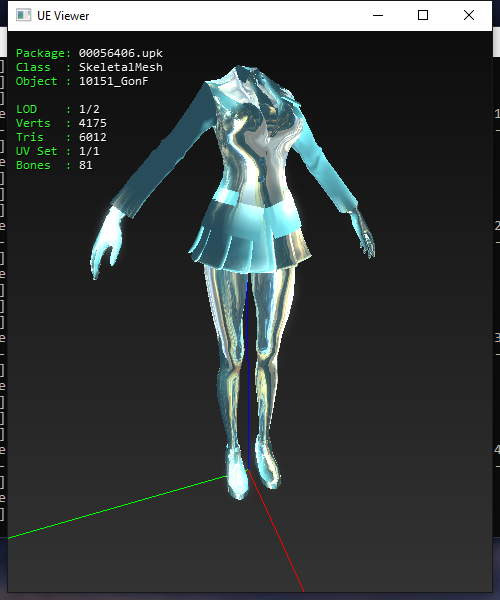 UE Viewer
Package: 00056406.upk
Class : SkeletalMesh
Object : 10151_GonF
LOD : 1/2
Verts : 4175
Tris : 6012
UV Set : 1/1
Bones : 81